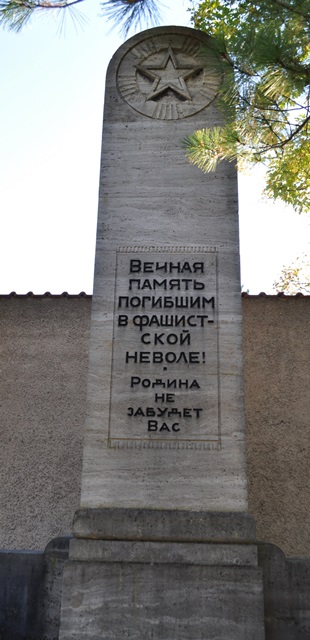 Вечная
память
погибшим
в фашист-
ской
неволе!
Родина
не
забудет
Вас